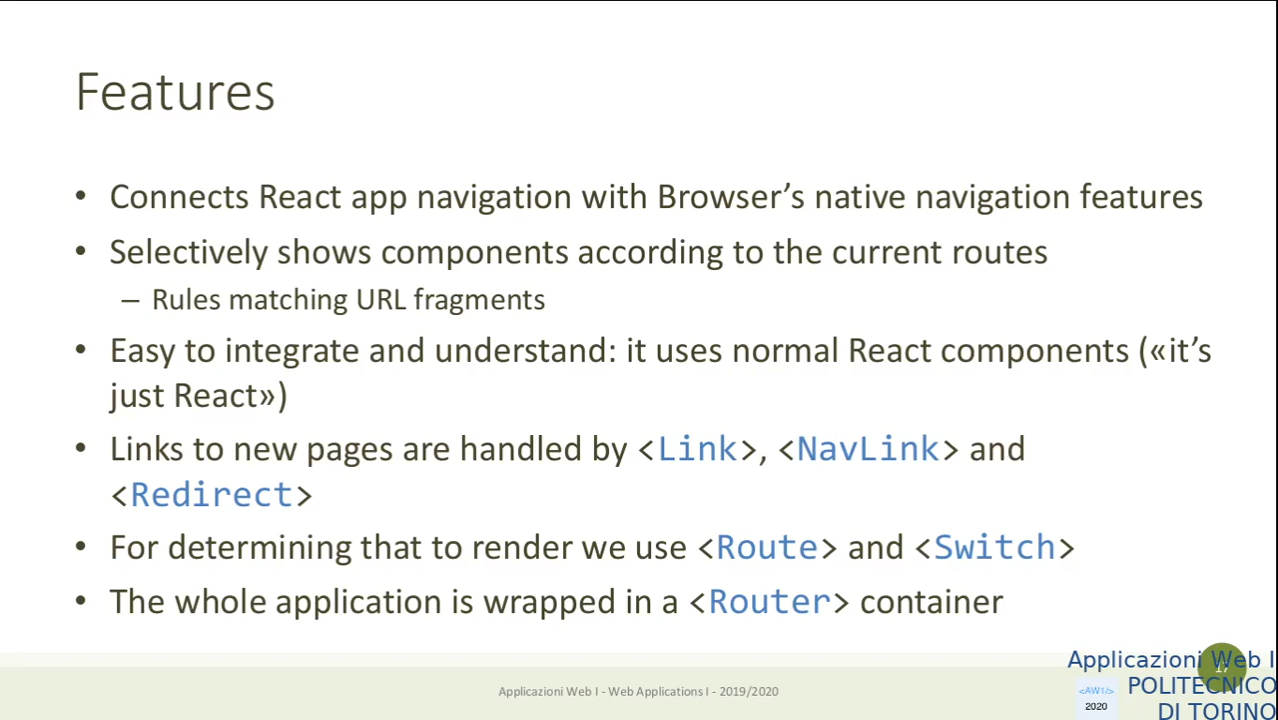 Features
• Connects React app navigation with Browser’s native navigation features
• Selectively shows components according to the current routes
– Rules matching URL fragments
• Easy to integrate and understand: it uses normal React components («it’s
just React»)
• Links to new pages are handled by <Link>, <NavLink> and
<Redirect>
• For determining that to render we use <Route> and <Switch>
• The whole application is wrapped in a <Router> container
Applicazioni Web I - Web Applications I - 2019/2020
Applicazioni Web I
POLITECNICO
DI TORINO
<AW1/>
2020